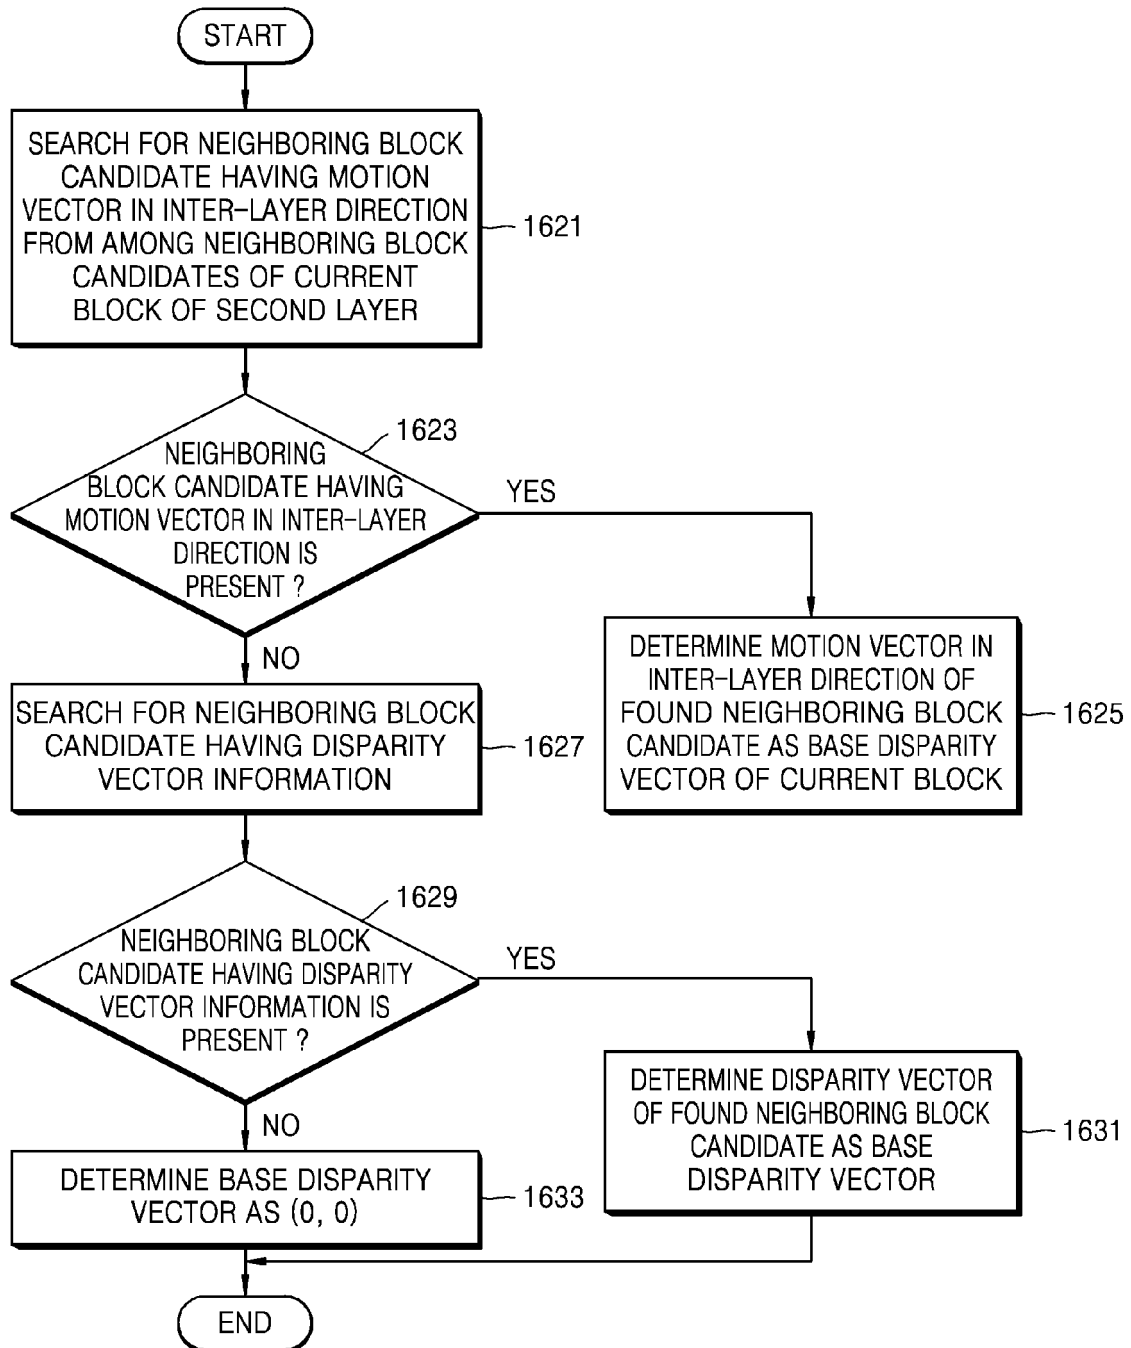 START
SEARCH FOR NEIGHBORING BLOCK
CANDIDATE HAVING MOTION
VECTOR IN INTER-LAYER DIRECTION
FROM AMONG NEIGHBORING BLOCK
CANDIDATES OF CURRENT
BLOCK OF SECOND LAYER
1621
1623
NEIGHBORING
BLOCK CANDIDATE HAVING
MOTION VECTOR IN INTER-LAYER
DIRECTION IS
PRESENT ?
YES
NO
DETERMINE MOTION VECTOR IN
INTER-LAYER DIRECTION OF
FOUND NEIGHBORING BLOCK
CANDIDATE AS BASE DISPARITY
VECTOR OF CURRENT BLOCK
1625
SEARCH FOR NEIGHBORING BLOCK
CANDIDATE HAVING DISPARITY
VECTOR INFORMATION
1627
1629
NEIGHBORING BLOCK
CANDIDATE HAVING DISPARITY
VECTOR INFORMATION IS
PRESENT ?
YES
NO
DETERMINE DISPARITY VECTOR
OF FOUND NEIGHBORING BLOCK
CANDIDATE AS BASE
DISPARITY VECTOR
1631
DETERMINE BASE DISPARITY
VECTOR AS (0, 0)
1633
END